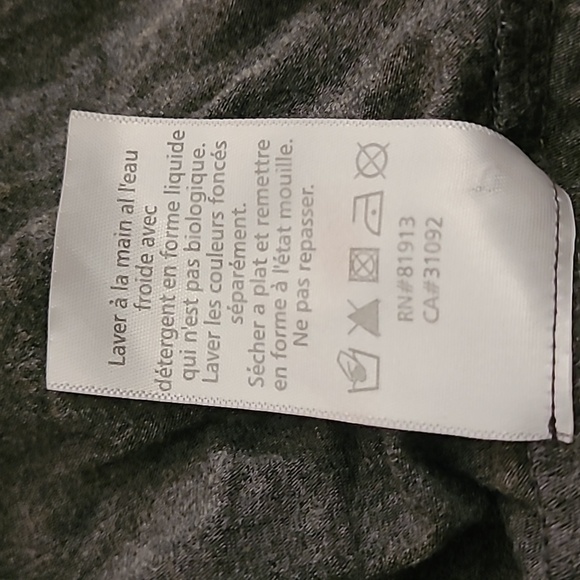 Laver à la main al l'eau
froide avec
détergent en forme liquide
qui n'est pas biologique.
Laver les couleurs foncés
séparément.
Sécher a plat et remettre
en forme à l'état mouille.
Ne pas repasser.
RN#81913
CA#31092